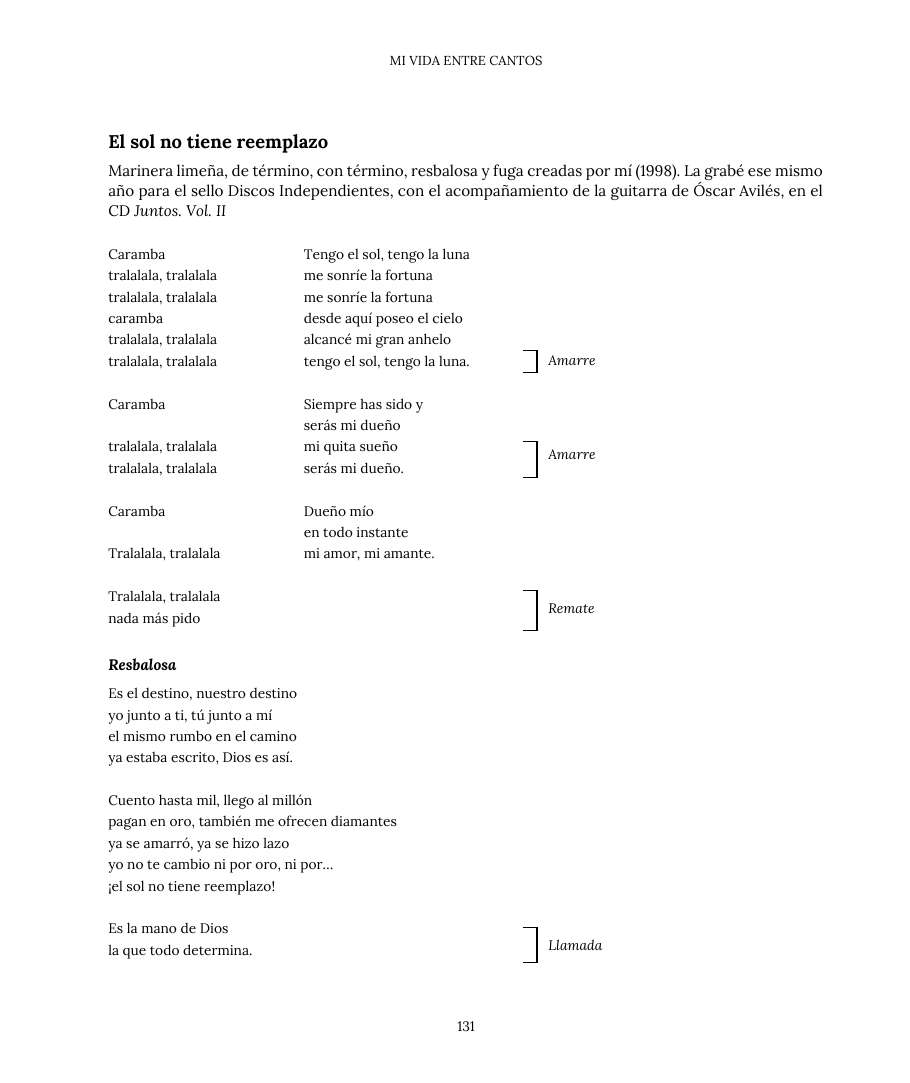 MI VIDA ENTRE CANTOS
El sol no tiene reemplazo
Marinera limeña, de término, con término, resbalosa y fuga creadas por mí (1998). La grabé ese mismo
año para el sello Discos Independientes, con el acompañamiento de la guitarra de Óscar Avilés, en el
CD Juntos. Vol. II
Caramba Tengo el sol, tengo la luna
tralalala, tralalala me sonríe la fortuna
tralalala, tralalala me sonríe la fortuna
caramba desde aquí poseo el cielo
tralalala, tralalala alcancé mi gran anhelo
tralalala, tralalala tengo el sol, tengo la luna. Amarre
Caramba Siempre has sido y
serás mi dueño
tralalala, tralalala mi quita sueño Amarre
tralalala, tralalala serás mi dueño.
Caramba Dueño mío
en todo instante
Tralalala, tralalala mi amor, mi amante.
Tralalala, tralalala Remate
nada más pido
Resbalosa
Es el destino, nuestro destino
yo junto a ti, tú junto a mí
el mismo rumbo en el camino
ya estaba escrito, Dios es así.
Cuento hasta mil, llego al millón
pagan en oro, también me ofrecen diamantes
ya se amarró, ya se hizo lazo
yo no te cambio ni por oro, ni por...
¡el sol no tiene reemplazo!
Es la mano de Dios Llamada
la que todo determina.
131